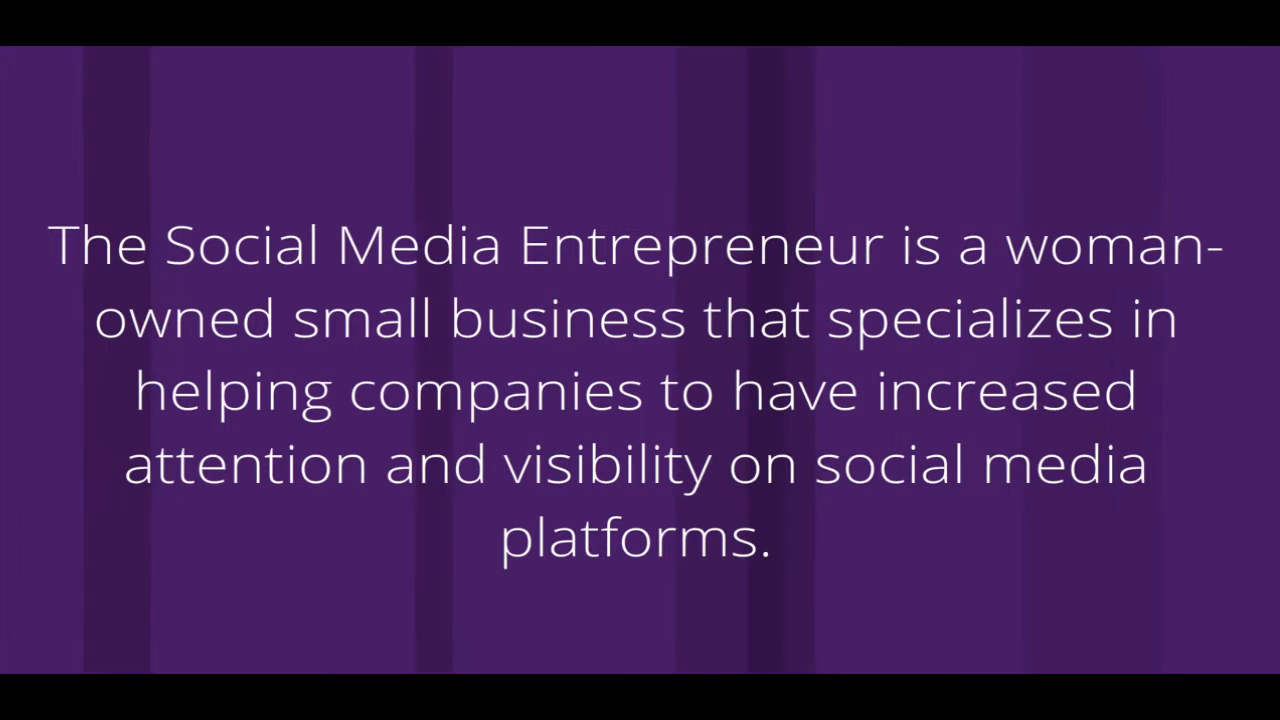 The Social Media Entrepreneur is a woman-
owned small business that specializes in
helping companies to have increased
attention and visibility on social media
platforms.